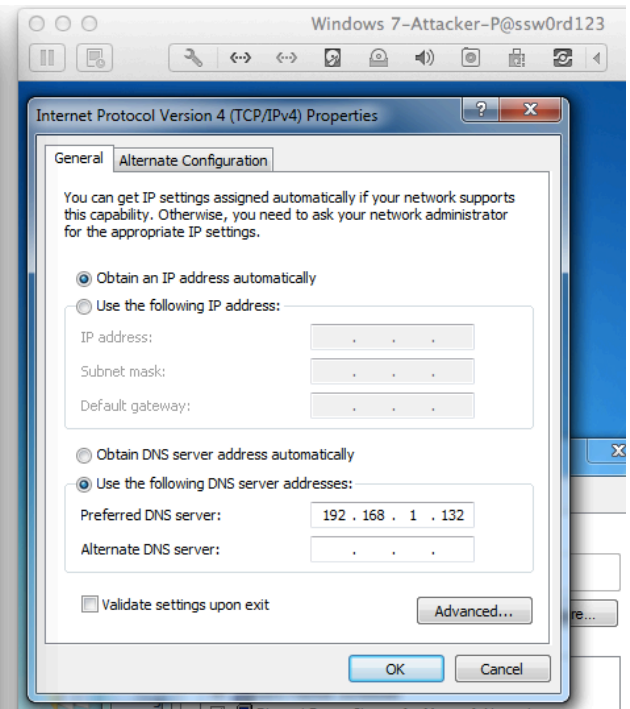 Windows 7-Attacker-P@ssw0rd123
Internet Protocol Version 4 (TCP/IPv4) Properties
General
Alternate Configuration
You can get IP settings assigned automatically if your network supports
this capability. Otherwise, you need to ask your network administrator
for the appropriate IP settings.
Obtain an IP address automatically
Use the following IP address:
IP address:
. . .
Subnet mask:
. . .
Default gateway:
. . .
Obtain DNS server address automatically
Use the following DNS server addresses:
Preferred DNS server:
192 . 168 . 1 . 132
Alternate DNS server:
. . .
Validate settings upon exit
Advanced...
re...
OK
Cancel